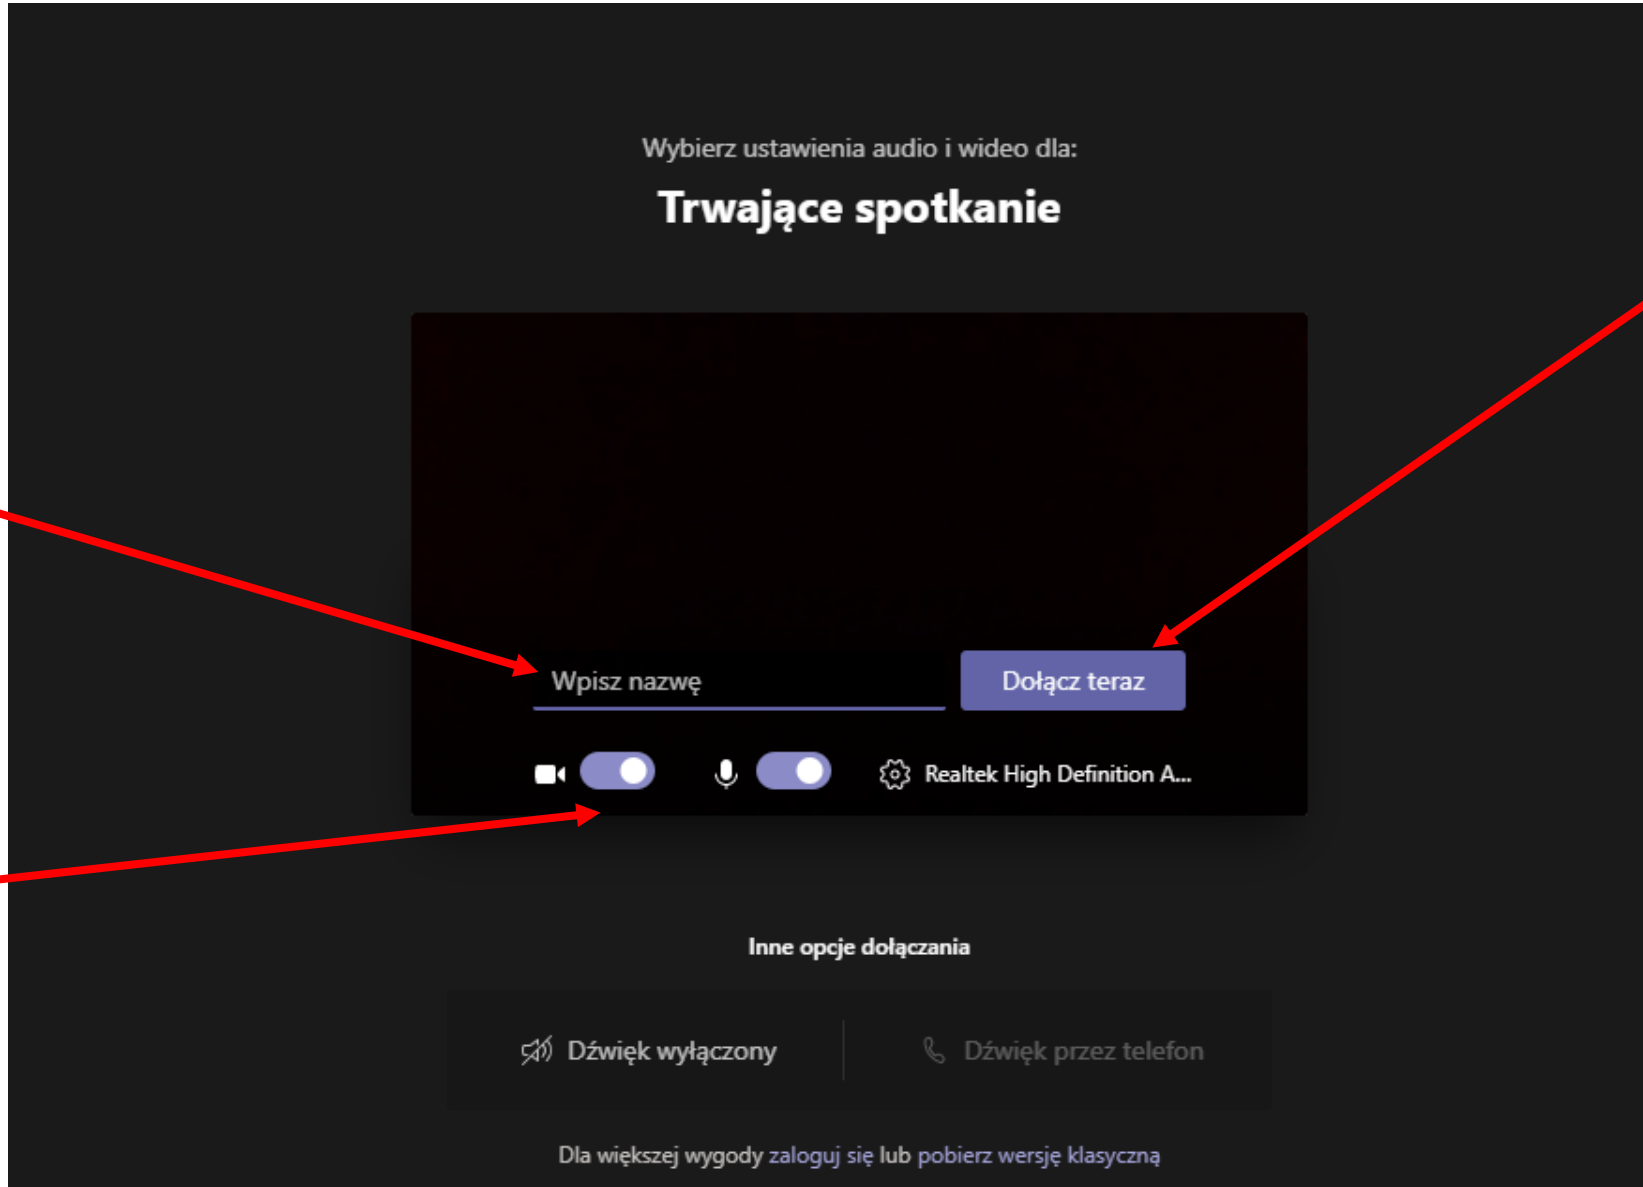 Wybierz ustawienia audio i wideo dla:
Trwające spotkanie
Wpisz nazwę
Dołącz teraz
Realtek High Definition A...
Inne opcje dołączania
Dźwięk wyłączony
Dźwięk przez telefon
Dla większej wygody zaloguj się lub pobierz wersję klasyczną